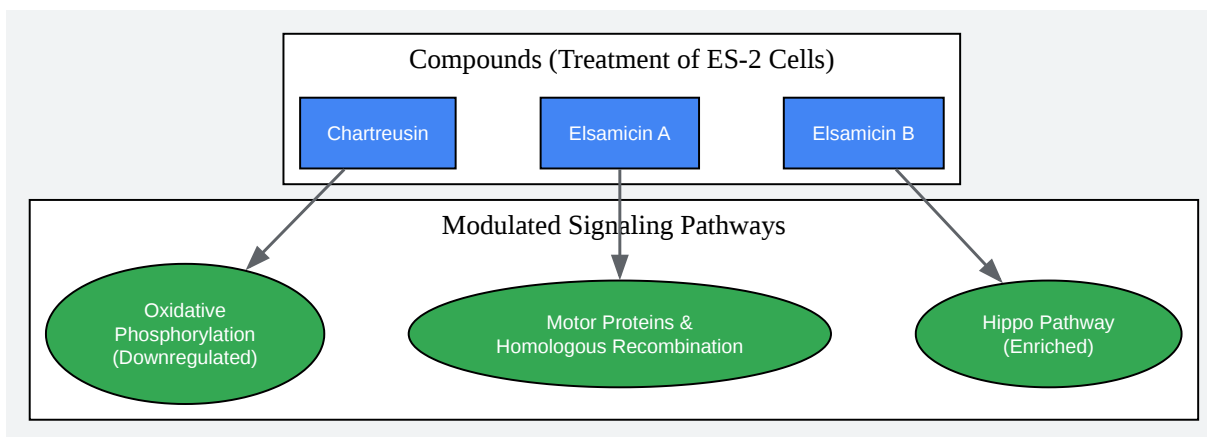 Compounds (Treatment of ES-2 Cells)
Chartreusin
Elsamicin A
Elsamicin B
Modulated Signaling Pathways
Oxidative
Phosphorylation
(Downregulated)
Motor Proteins &
Homologous Recombination
Hippo Pathway
(Enriched)